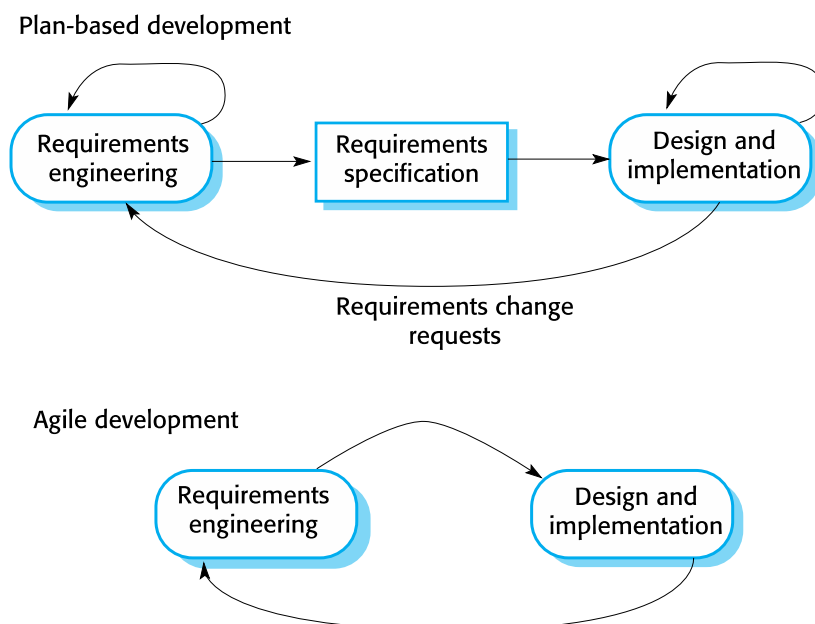 Plan-based development
Requirements
engineering
Requirements
specification
Design and
implementation
Requirements change
requests
Agile development
Requirements
engineering
Design and
implementation